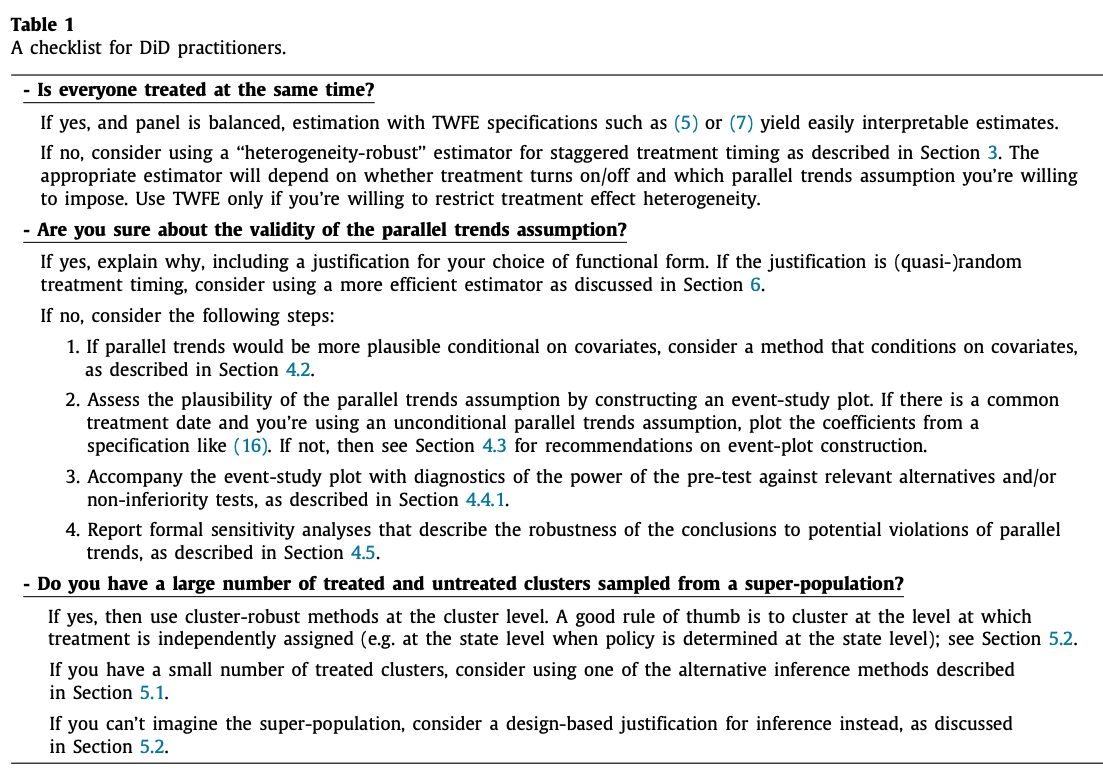 Table 1
A checklist for DiD practitioners.
- Is everyone treated at the same time?
If yes, and panel is balanced, estimation with TWFE specifications such as (5) or (7) yield easily interpretable estimates.
If no, consider using a “heterogeneity-robust” estimator for staggered treatment timing as described in Section 3. The
appropriate estimator will depend on whether treatment turns on/off and which parallel trends assumption you’re willing
to impose. Use TWFE only if you’re willing to restrict treatment effect heterogeneity.
- Are you sure about the validity of the parallel trends assumption?
If yes, explain why, including a justification for your choice of functional form. If the justification is (quasi-)random
treatment timing, consider using a more efficient estimator as discussed in Section 6.
If no, consider the following steps:
1. If parallel trends would be more plausible conditional on covariates, consider a method that conditions on covariates,
as described in Section 4.2.
2. Assess the plausibility of the parallel trends assumption by constructing an event-study plot. If there is a common
treatment date and you’re using an unconditional parallel trends assumption, plot the coefficients from a
specification like (16). If not, then see Section 4.3 for recommendations on event-plot construction.
3. Accompany the event-study plot with diagnostics of the power of the pre-test against relevant alternatives and/or
non-inferiority tests, as described in Section 4.4.1.
4. Report formal sensitivity analyses that describe the robustness of the conclusions to potential violations of parallel
trends, as described in Section 4.5.
- Do you have a large number of treated and untreated clusters sampled from a super-population?
If yes, then use cluster-robust methods at the cluster level. A good rule of thumb is to cluster at the level at which
treatment is independently assigned (e.g. at the state level when policy is determined at the state level); see Section 5.2.
If you have a small number of treated clusters, consider using one of the alternative inference methods described
in Section 5.1.
If you can’t imagine the super-population, consider a design-based justification for inference instead, as discussed
in Section 5.2.